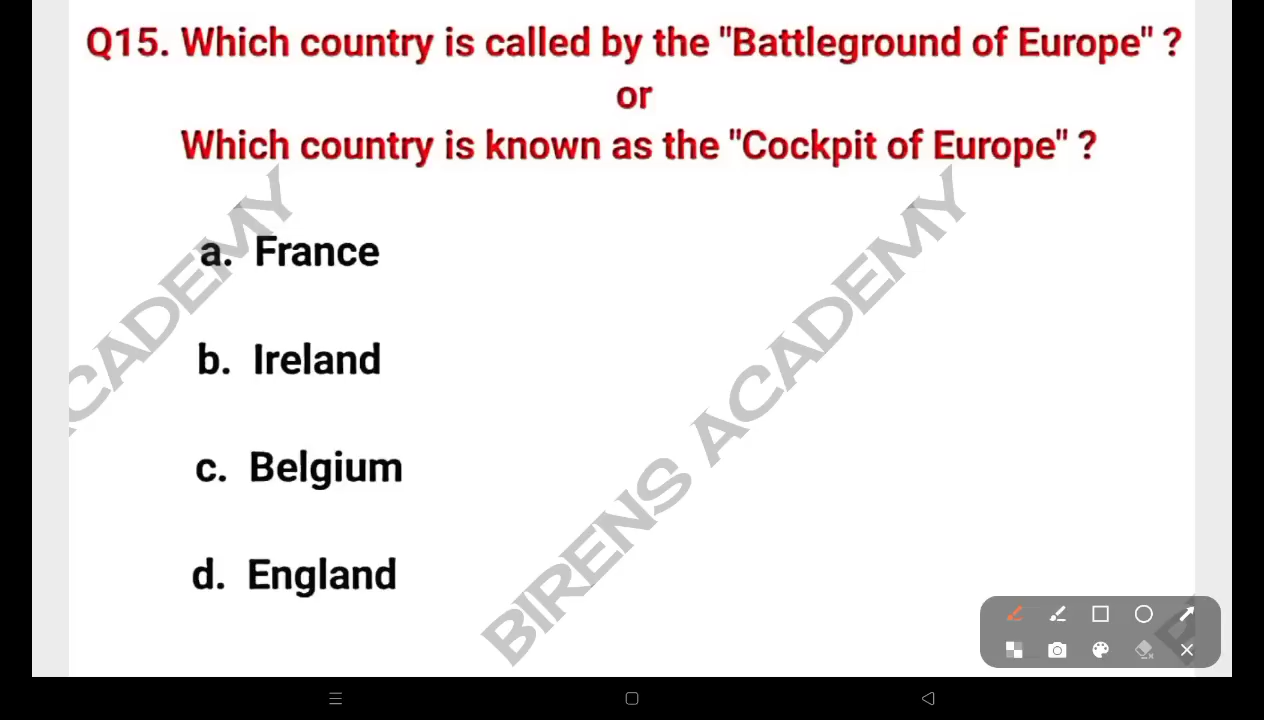 Q15. Which country is called by the "Battleground of Europe" ?
or
Which country is known as the "Cockpit of Europe" ?
a. France
b. Ireland
c. Belgium
d. England
CADEMY
BIRENS ACADEMY